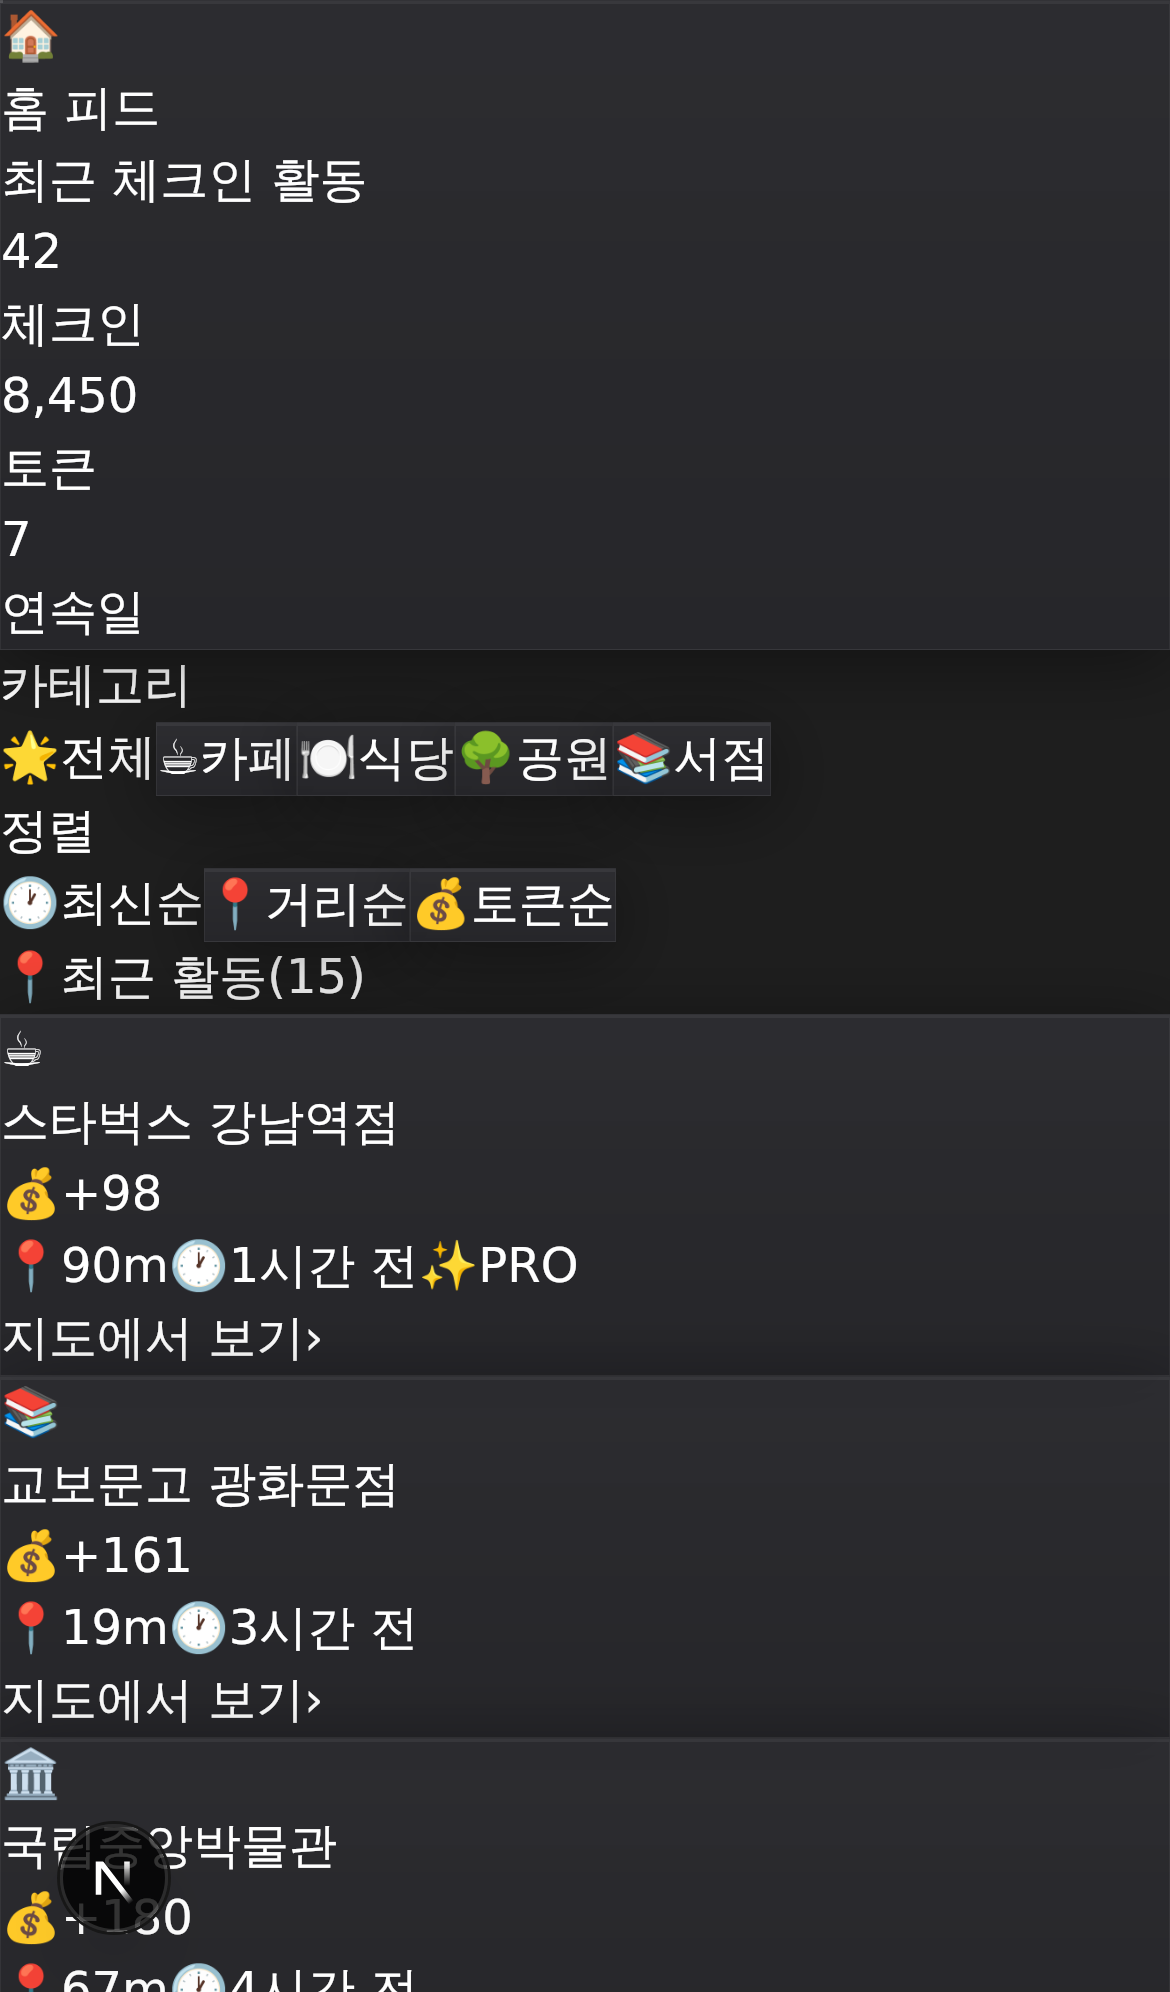 홈 피드
최근 체크인 활동
42
체크인
8,450
토큰
7
연속일
카테고리
🌟전체☕카페🍽️식당🌳공원📚서점
정렬
🕐최신순📍거리순💰토큰순
📍최근 활동(15)
스타벅스 강남역점
💰+98
📍90m🕐1시간 전✨PRO
지도에서 보기›
교보문고 광화문점
💰+161
📍19m🕐3시간 전
지도에서 보기›
국립중앙박물관
💰+180
📍67m🕐4시간 전